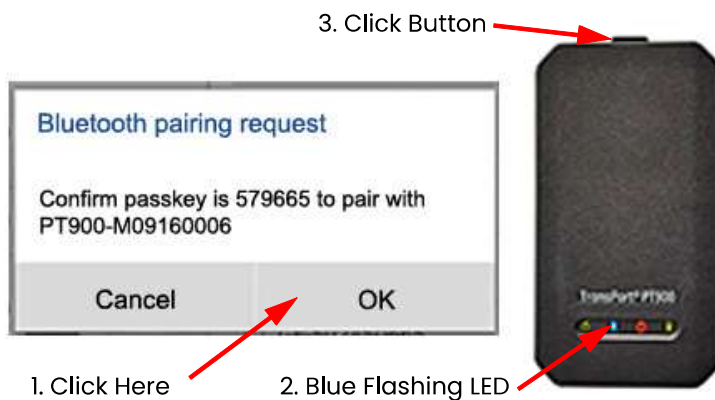 3. Click Button
Bluetooth pairing request
Confirm passkey is 579665 to pair with
PT900-M09160006
Cancel
OK
TransPort® PT900
1. Click Here
2. Blue Flashing LED